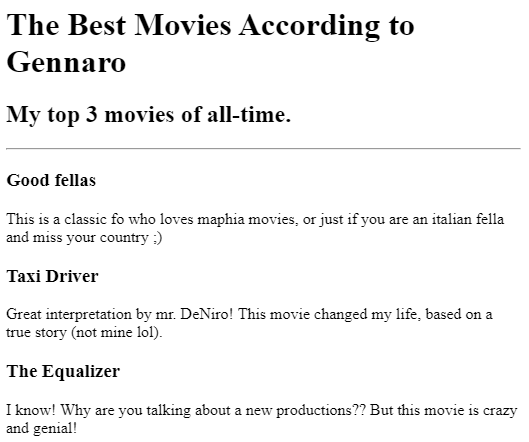 The Best Movies According to
Gennaro
My top 3 movies of all-time.
Good fellas
This is a classic fo who loves maphia movies, or just if you are an italian fella
and miss your country ;)
Taxi Driver
Great interpretation by mr. DeNiro! This movie changed my life, based on a
true story (not mine lol).
The Equalizer
I know! Why are you talking about a new productions?? But this movie is crazy
and genial!